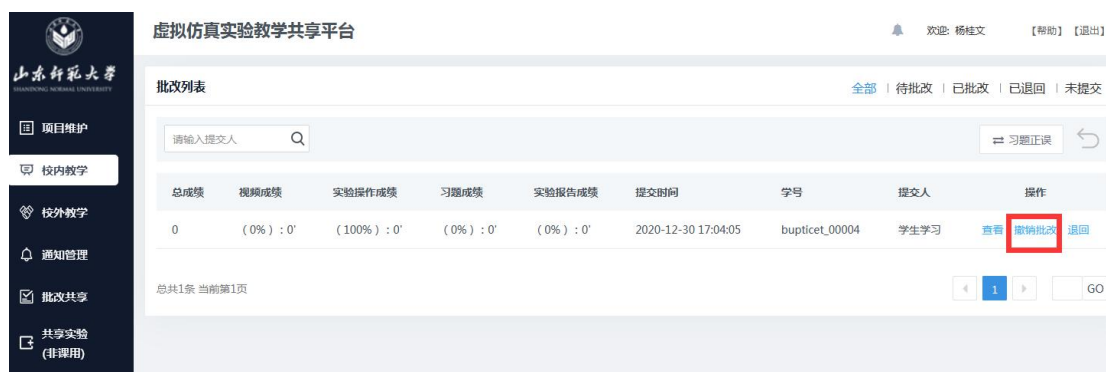 虚拟仿真实验教学共享平台
欢迎: 杨桂文 【帮助】 【退出】
山东师范大学
SHANDONG NORMAL UNIVERSITY
批改列表
全部 | 待批改 | 已批改 | 已退回 | 未提交
项目维护
校内教学
校外教学
通知管理
批改共享
共享实验
(非课用)
请输入提交人
习题正误
总成绩 视频成绩 实验操作成绩 习题成绩 实验报告成绩 提交时间 学号 提交人 操作
0 (0%)：0' (100%)：0' (0%)：0' (0%)：0' 2020-12-30 17:04:05 bupticet_00004 学生学习 查看 撤销批改 退回
总共1条 当前第1页
1 GO